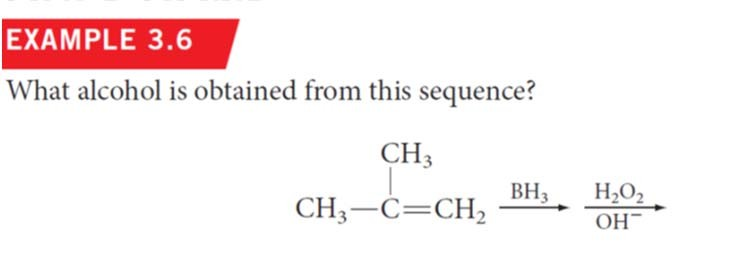 EXAMPLE 3.6
What alcohol is obtained from this sequence?
CH₃
CH₃—C=CH₂ BH₃ H₂O₂
OH⁻